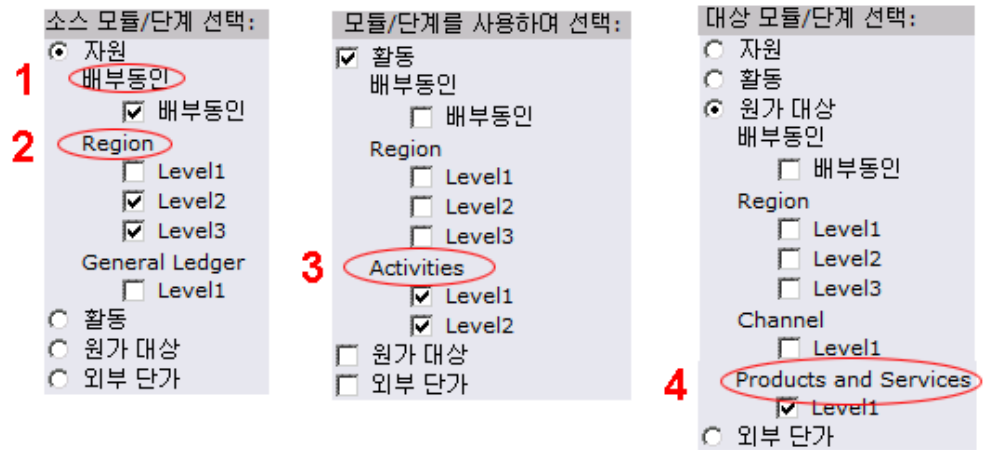 소스 모듈/단계 선택:
자원
1
배부동인
배부동인
2
Region
Level1
Level2
Level3
General Ledger
Level1
활동
원가 대상
외부 단가
모듈/단계를 사용하여 선택:
활동
배부동인
배부동인
Region
Level1
Level2
Level3
3
Activities
Level1
Level2
원가 대상
외부 단가
대상 모듈/단계 선택:
자원
활동
원가 대상
배부동인
배부동인
Region
Level1
Level2
Level3
Channel
Level1
4
Products and Services
Level1
외부 단가